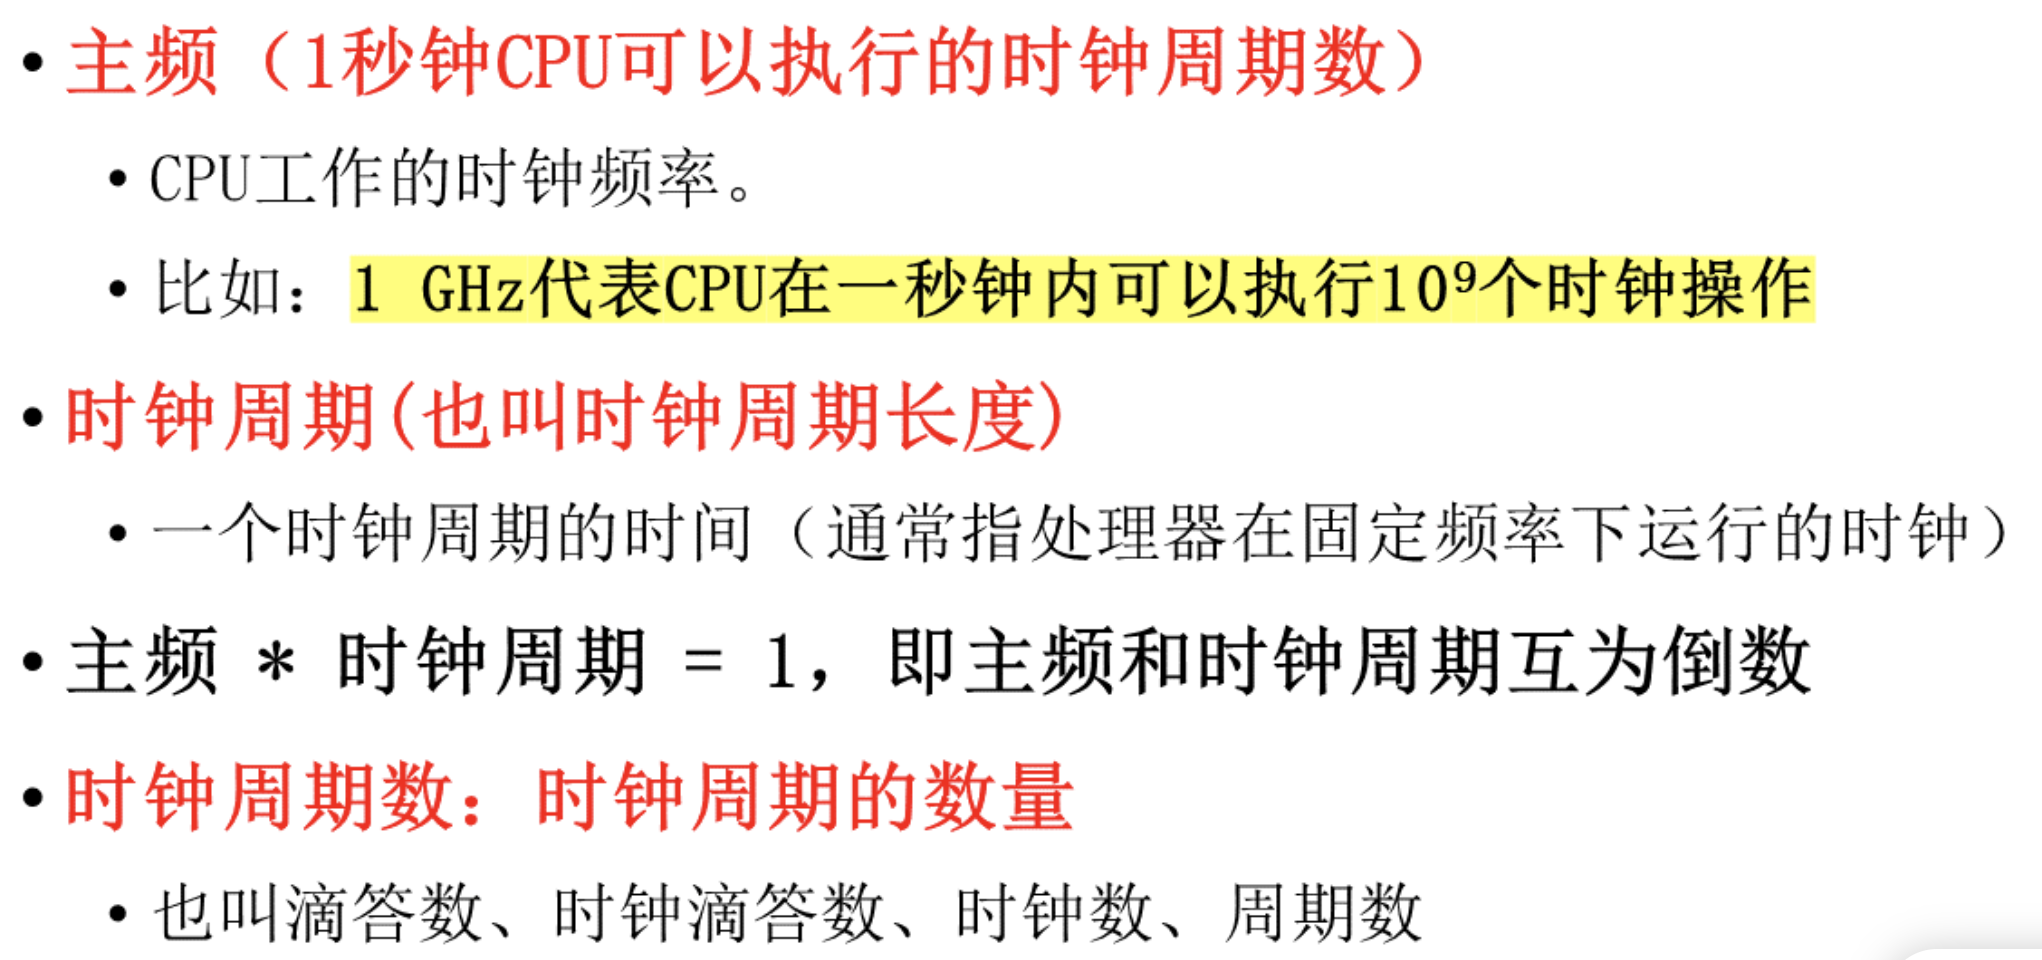 • 主频（1秒钟CPU可以执行的时钟周期数）
• CPU工作的时钟频率。
• 比如：1 GHz代表CPU在一秒钟内可以执行10⁹个时钟操作
• 时钟周期(也叫时钟周期长度)
• 一个时钟周期的时间（通常指处理器在固定频率下运行的时钟）
• 主频 * 时钟周期 = 1，即主频和时钟周期互为倒数
• 时钟周期数：时钟周期的数量
• 也叫滴答数、时钟滴答数、时钟数、周期数